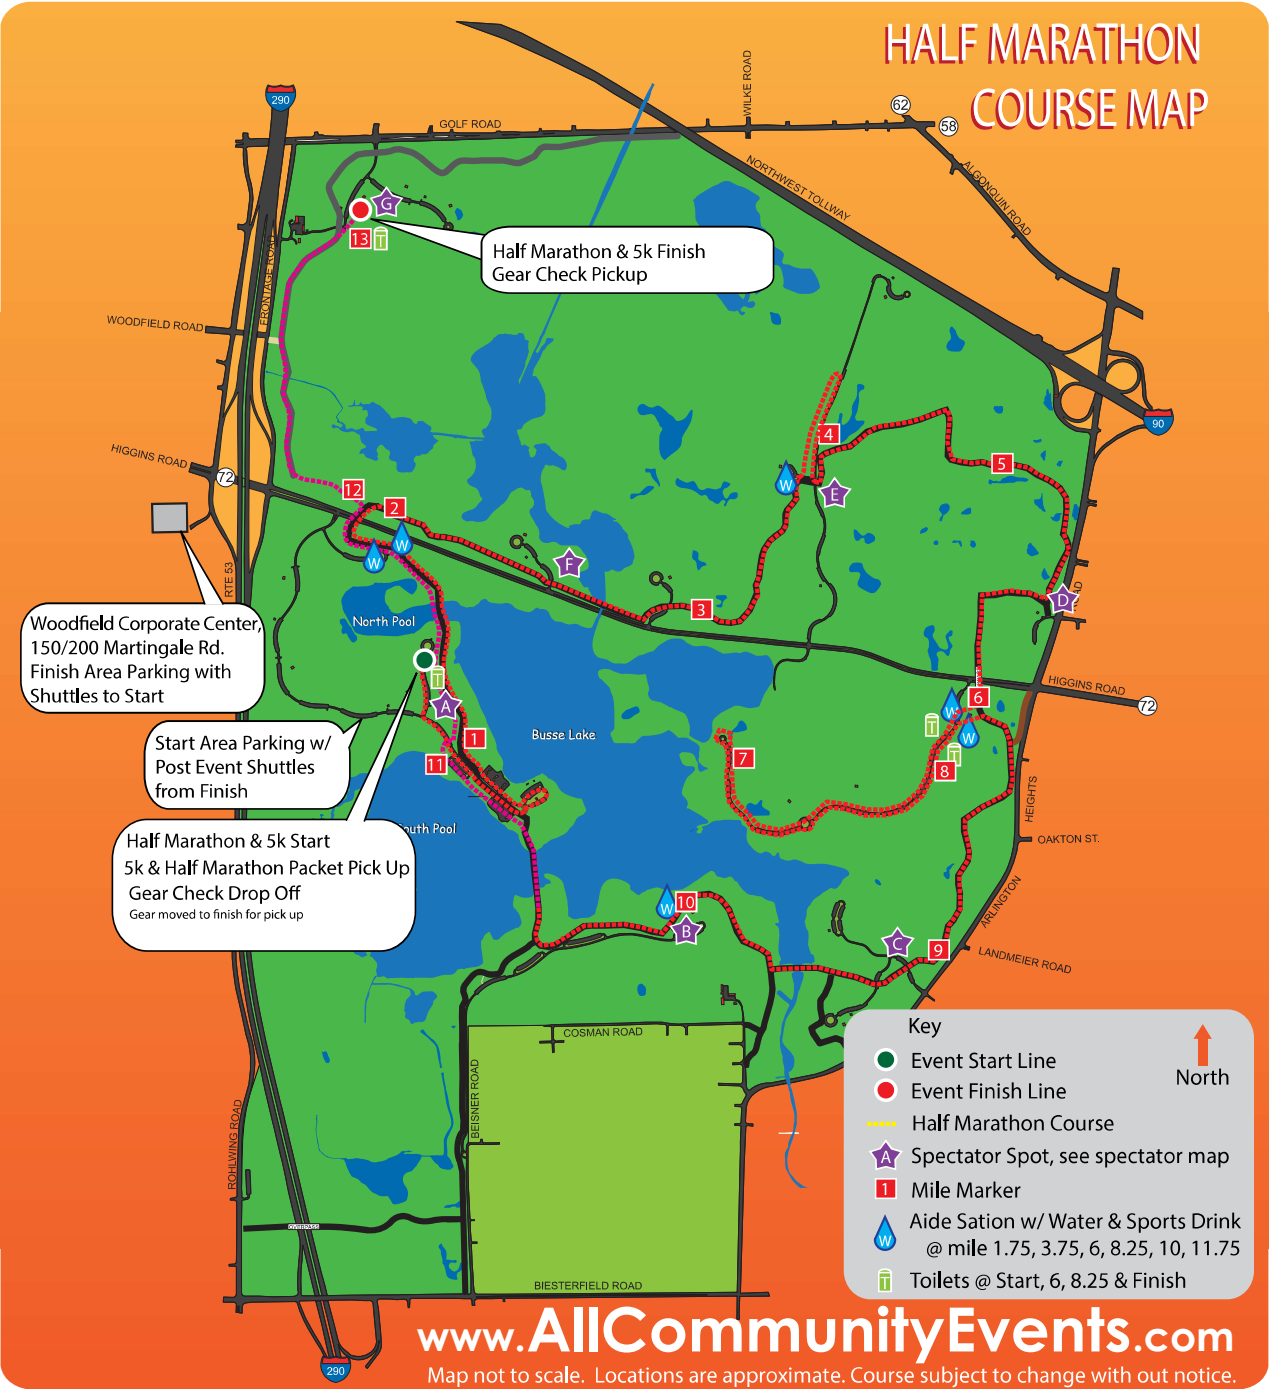 HALF MARATHON
COURSE MAP
290
GOLF ROAD
WILKE ROAD
62
58
ALGONQUIN ROAD
NORTHWEST TOLLWAY
G
13
T
Half Marathon & 5k Finish
Gear Check Pickup
FRONTAGE ROAD
WOODFIELD ROAD
90
HIGGINS ROAD
72
4
5
W
E
12
2
W
W
F
3
D
ROAD
RTE 53
North Pool
Woodfield Corporate Center,
150/200 Martingale Rd.
Finish Area Parking with
Shuttles to Start
T
A
1
11
Busse Lake
HIGGINS ROAD
72
6
W
W
T
T
7
8
Start Area Parking w/
Post Event Shuttles
from Finish
South Pool
HEIGHTS
OAKTON ST.
ARLINGTON
Half Marathon & 5k Start
5k & Half Marathon Packet Pick Up
Gear Check Drop Off
Gear moved to finish for pick up
W
10
B
C
9
LANDMEIER ROAD
COSMAN ROAD
BEISNER ROAD
ROHLWING ROAD
OVERPASS
BIESTERFIELD ROAD
290
Key
North
Event Start Line
Event Finish Line
Half Marathon Course
A Spectator Spot, see spectator map
1 Mile Marker
W Aide Sation w/ Water & Sports Drink
@ mile 1.75, 3.75, 6, 8.25, 10, 11.75
T Toilets @ Start, 6, 8.25 & Finish
www.AllCommunityEvents.com
Map not to scale. Locations are approximate. Course subject to change with out notice.